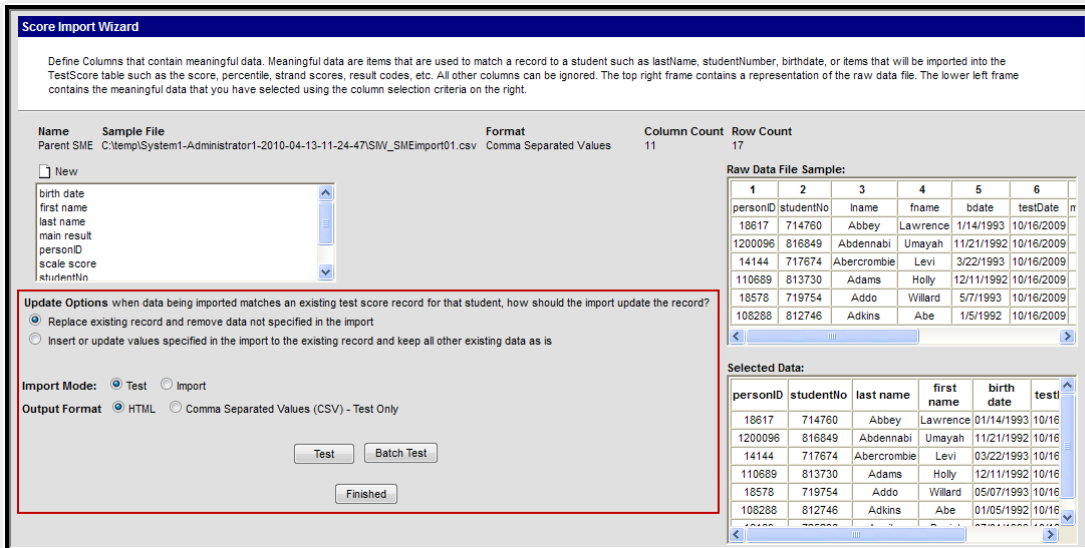 Score Import Wizard
Define Columns that contain meaningful data. Meaningful data are items that are used to match a record to a student such as lastName, studentNumber, birthdate, or items that will be imported into the
TestScore table such as the score, percentile, strand scores, result codes, etc. All other columns can be ignored. The top right frame contains a representation of the raw data file. The lower left frame
contains the meaningful data that you have selected using the column selection criteria on the right.
Name Sample File Format Column Count Row Count
Parent SME C:\temp\System1-Administrator1-2010-04-13-11-24-47\SIW_SMEimport01.csv Comma Separated Values 11 17
New
birth date
first name
last name
main result
personID
scale score
studentNo
Update Options when data being imported matches an existing test score record for that student, how should the import update the record?
Replace existing record and remove data not specified in the import
Insert or update values specified in the import to the existing record and keep all other existing data as is
Import Mode: Test Import
Output Format HTML Comma Separated Values (CSV) - Test Only
Test Batch Test
Finished
Raw Data File Sample:
1 2 3 4 5 6
personID studentNo lname fname bdate testDate
18617 714760 Abbey Lawrence 1/14/1993 10/16/2009
1200096 816849 Abdennabi Umayah 11/21/1992 10/16/2009
14144 717674 Abercrombie Levi 3/22/1993 10/16/2009
110689 813730 Adams Holly 12/11/1992 10/16/2009
18578 719754 Addo Willard 5/7/1993 10/16/2009
108288 812746 Adkins Abe 1/5/1992 10/16/2009
Selected Data:
personID studentNo last name first name birth date test
18617 714760 Abbey Lawrence 01/14/1993 10/16
1200096 816849 Abdennabi Umayah 11/21/1992 10/16
14144 717674 Abercrombie Levi 03/22/1993 10/16
110689 813730 Adams Holly 12/11/1992 10/16
18578 719754 Addo Willard 05/07/1993 10/16
108288 812746 Adkins Abe 01/05/1992 10/16